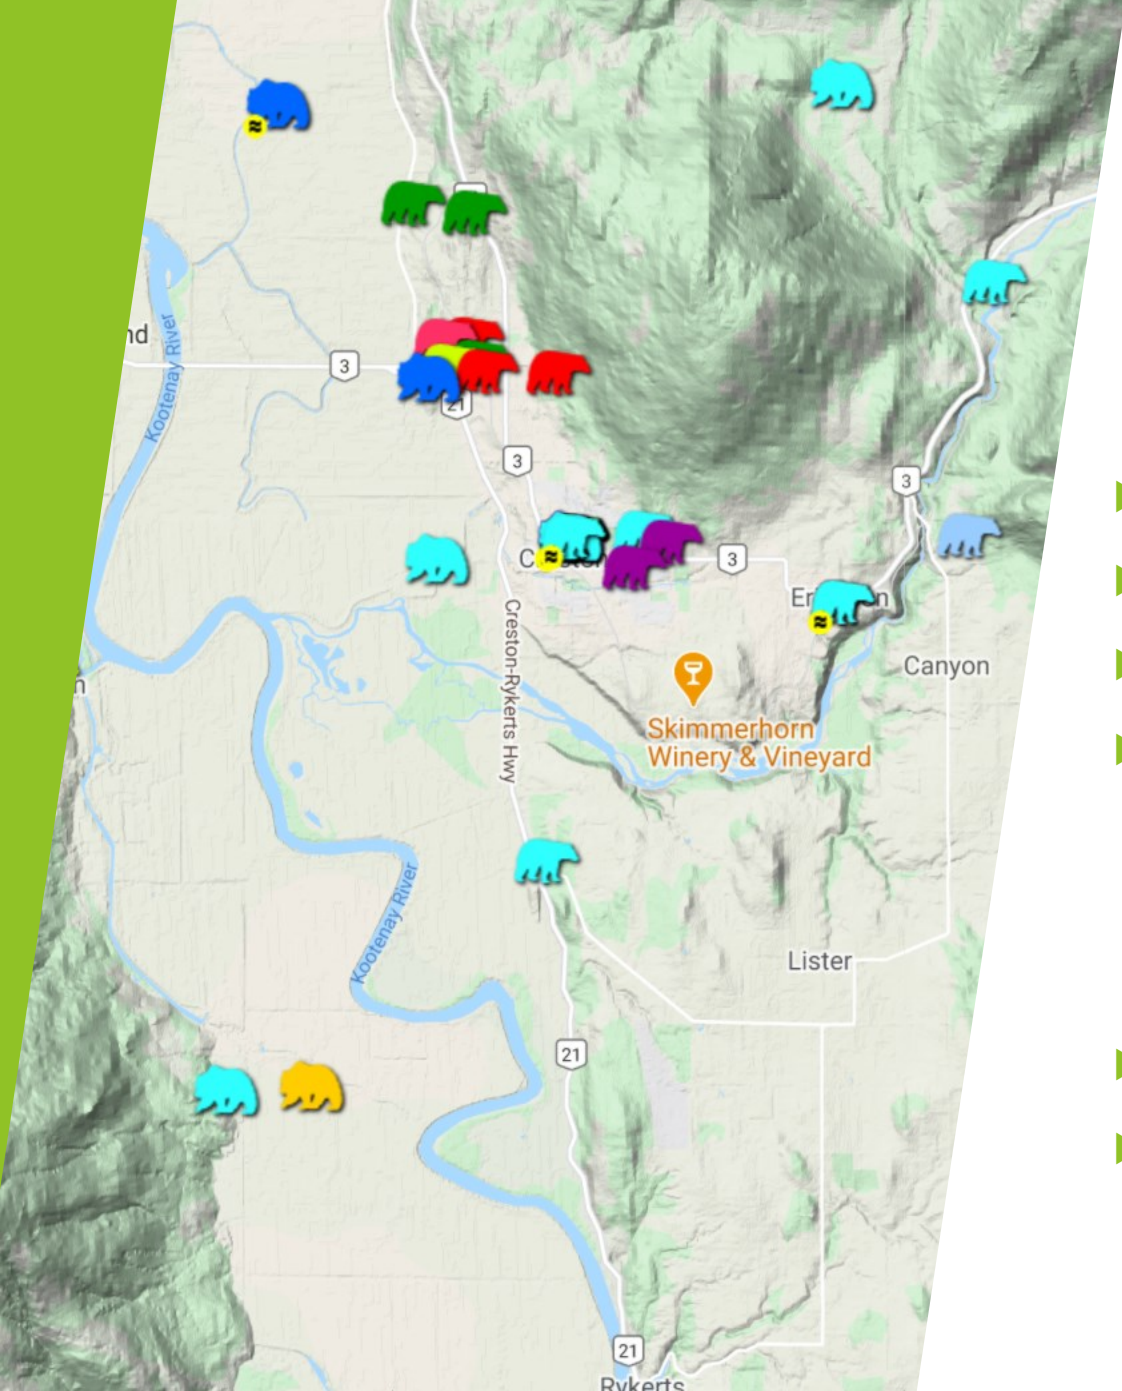 nd
3
Kootenay River
21
3
3
3
Creston-Rykerts Hwy
Canyon
n
Skimmerhorn
Winery & Vineyard
Kootenay River
Lister
21
21
Rykerts